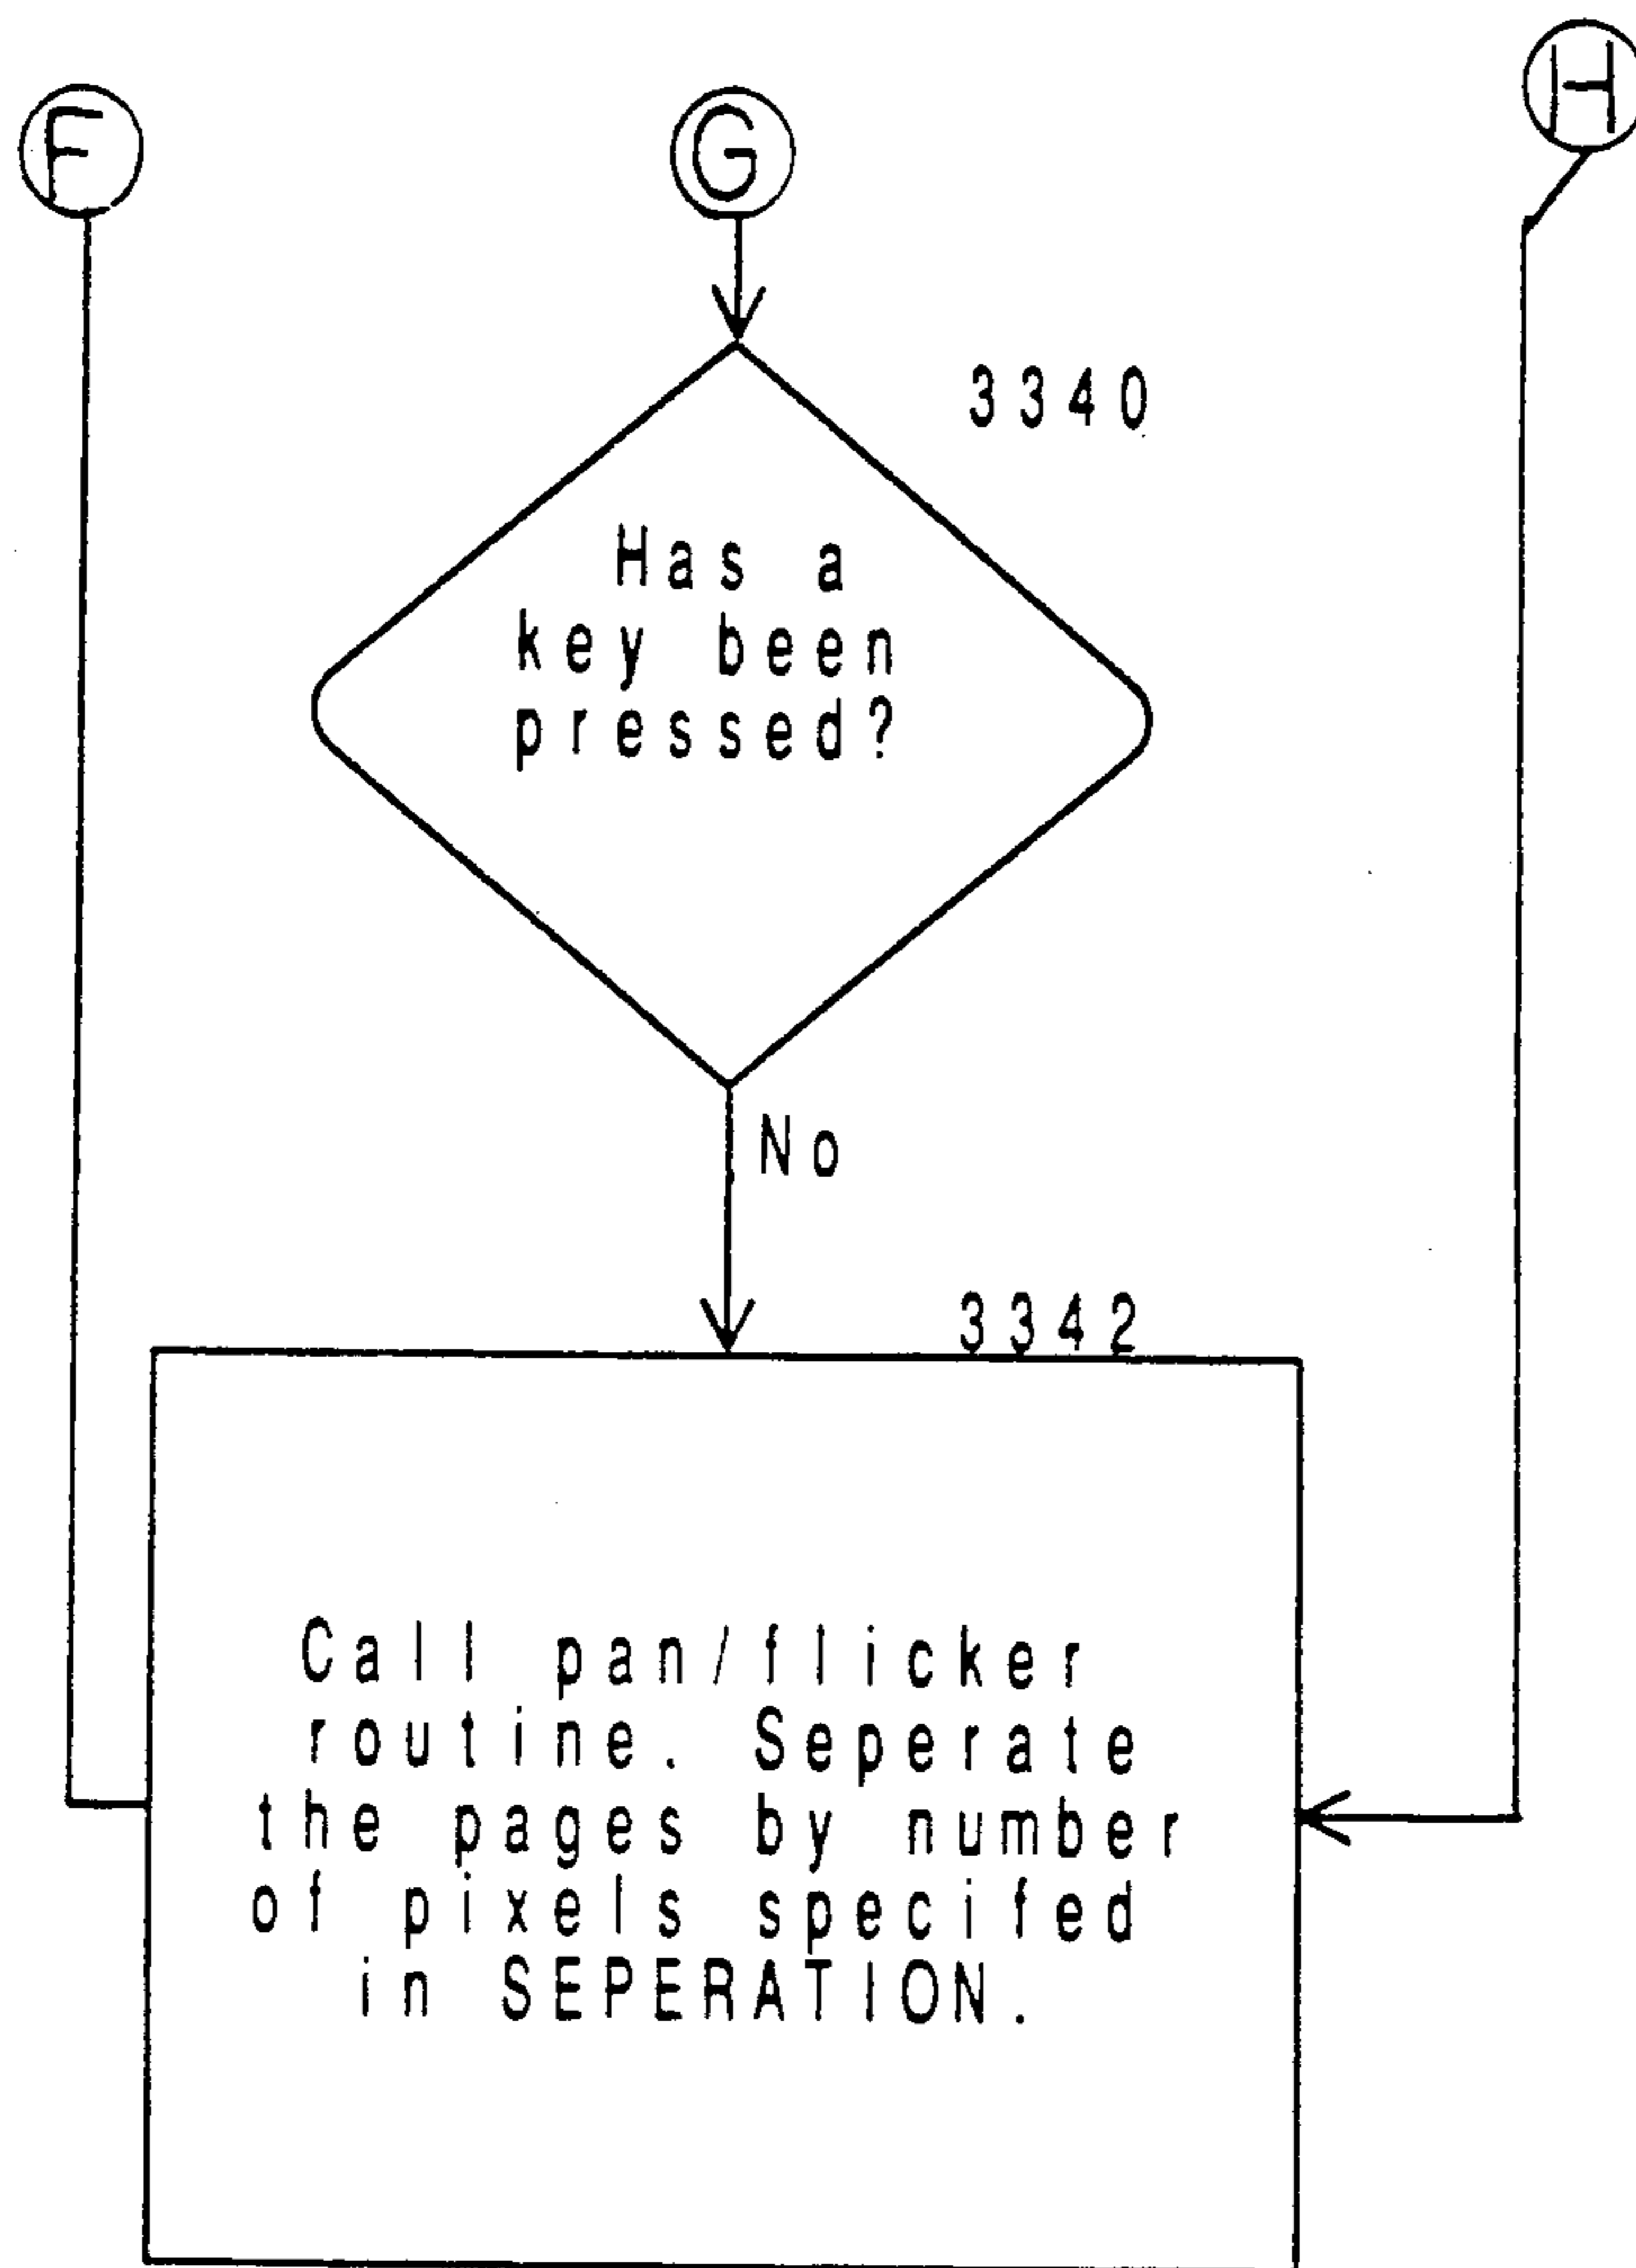 F
G
H
3340
Has a
key been
pressed?
No
3342
Call pan/flicker
routine. Seperate
the pages by number
of pixels specifed
in SEPERATION.